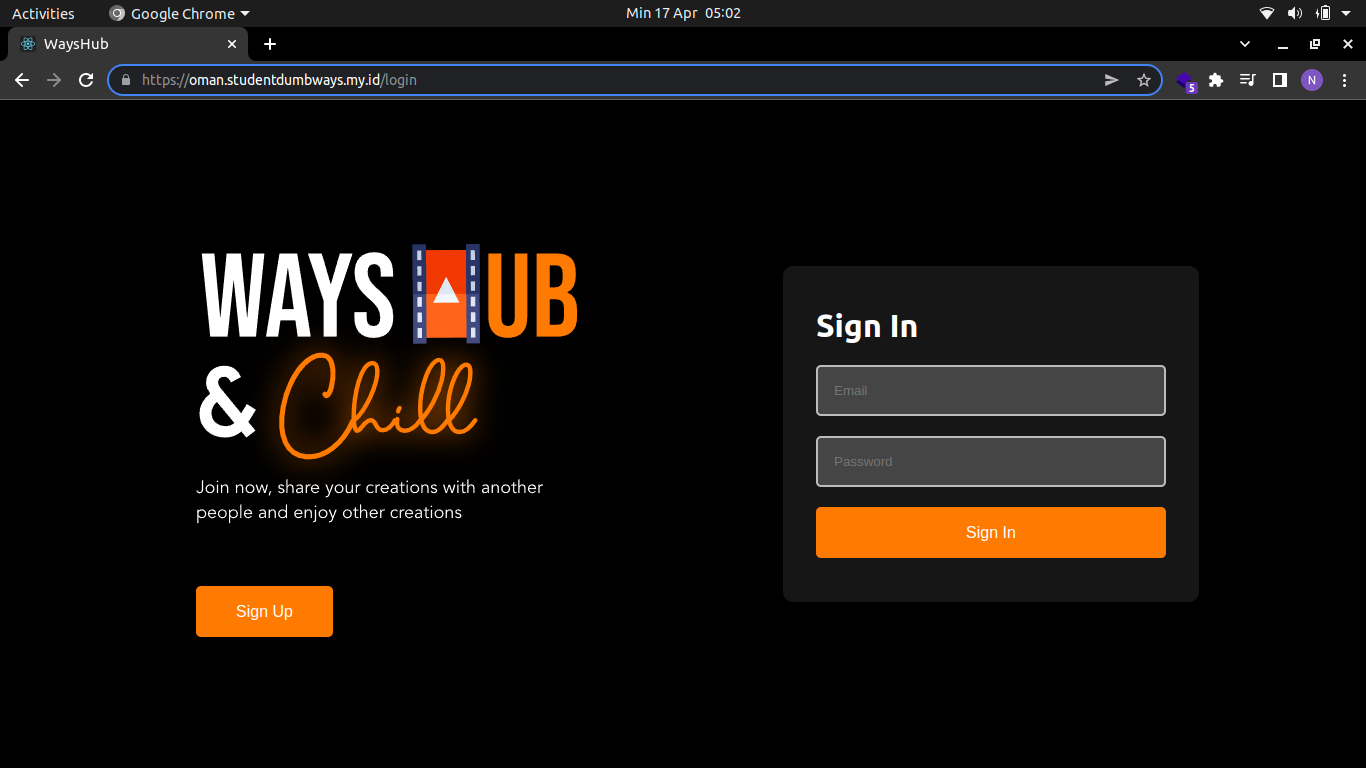 Activities
Google Chrome
Min 17 Apr 05:02
WaysHub
https://oman.studentdumbways.my.id/login
5
N
WAYS UB
& Chill
Join now, share your creations with another
people and enjoy other creations
Sign Up
Sign In
Email
Password
Sign In